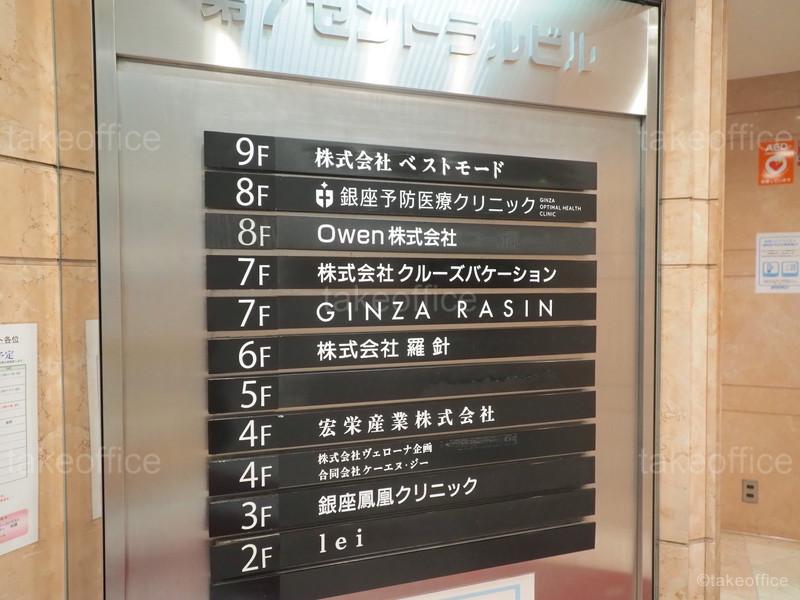 第7セントラルビル
9F 株式会社 ベストモード
8F 銀座予防医療クリニック GINZA OPTIMAL HEALTH CLINIC
8F Owen株式会社
7F 株式会社クルーズバケーション
7F GINZA RASIN
6F 株式会社 羅針
5F
4F 宏栄産業株式会社
4F 株式会社ヴェローナ企画
合同会社ケーエヌ・ジー
3F 銀座鳳凰クリニック
2F lei
AED
takeoffice
takeoffice
takeoffice
takeoffice
takeoffice
©takeoffice